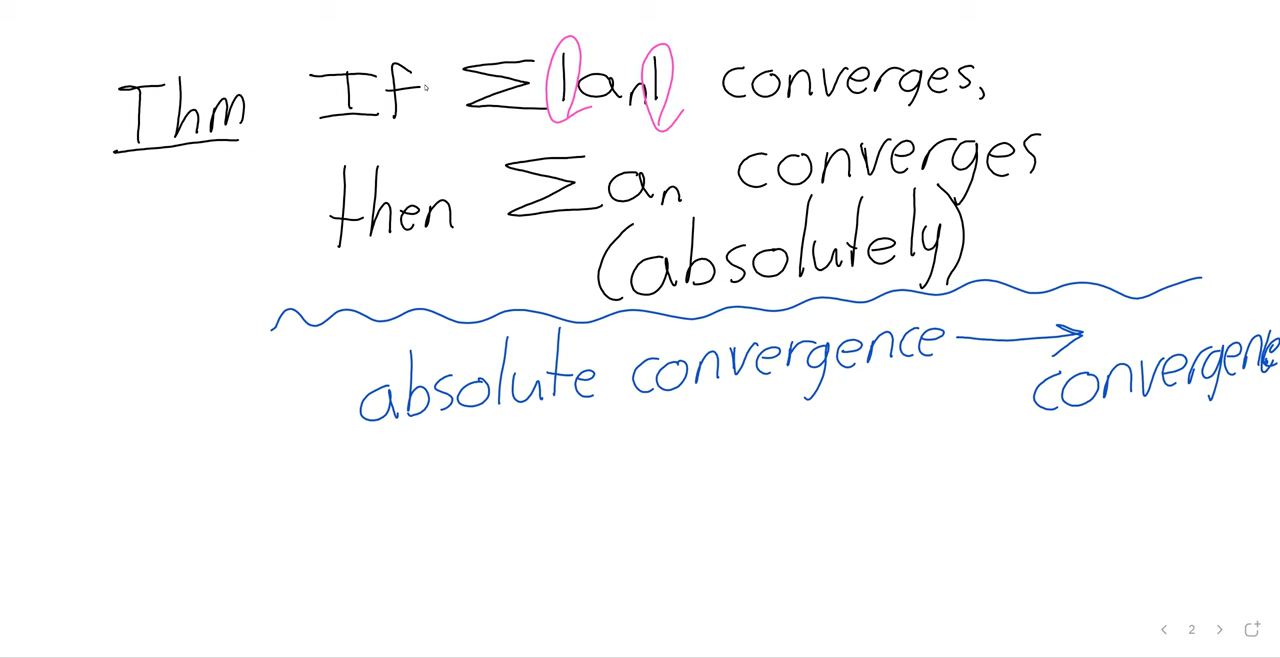 Thm If Σ|an| converges,
then Σan converges
(absolutely)
absolute convergence →
convergence
< 2 >